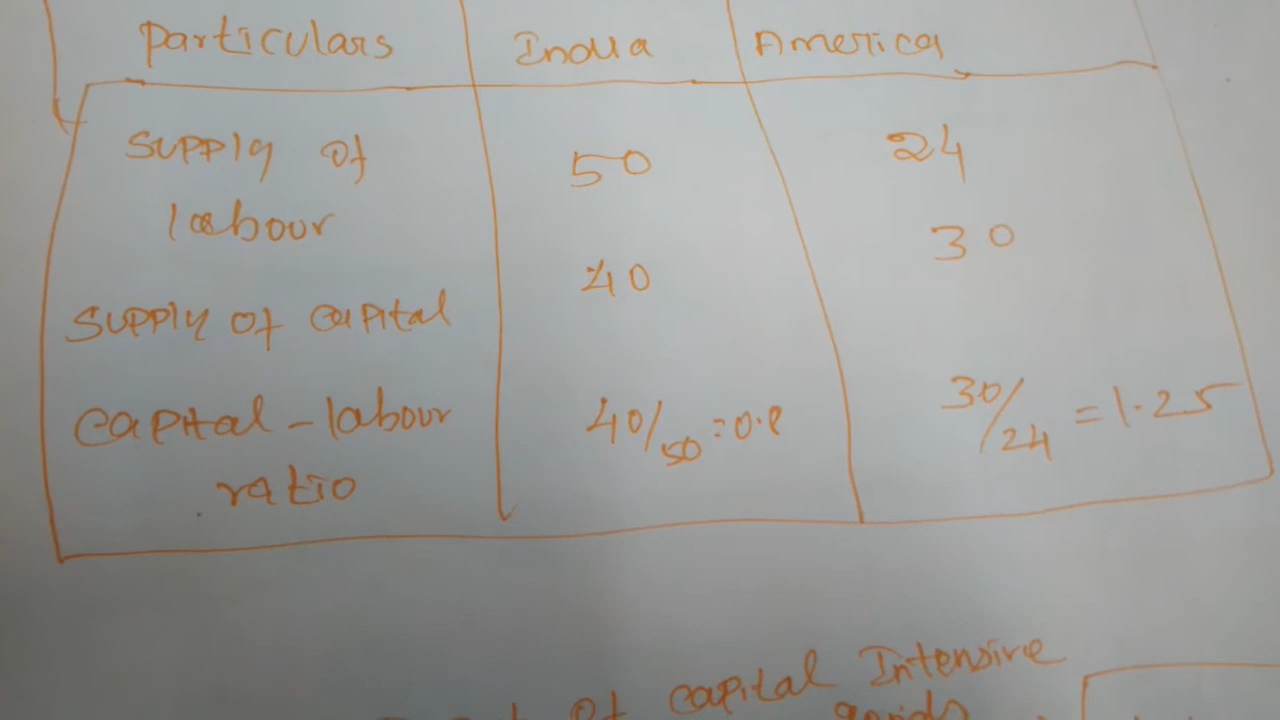 Particulars India America
Supply of labour 50 24
Supply of capital 40 30
Capital - labour ratio 40/50 = 0.8 30/24 = 1.25
of capital Intensive
goods